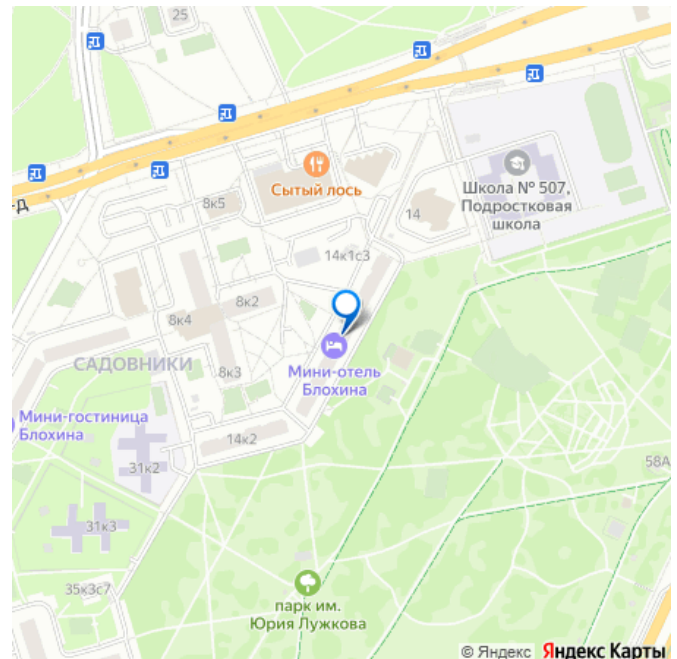 25
Сытый лось
Школа № 507,
Подростковая
школа
-Д
8к5
14
14к1с3
8к2
8к4
САДОВНИКИ
8к3
Мини-отель
Блохина
Мини-гостиница
Блохина
14к2
31к2
58А
31к3
35к3с7
парк им.
Юрия Лужкова
© Яндекс Яндекс Карты